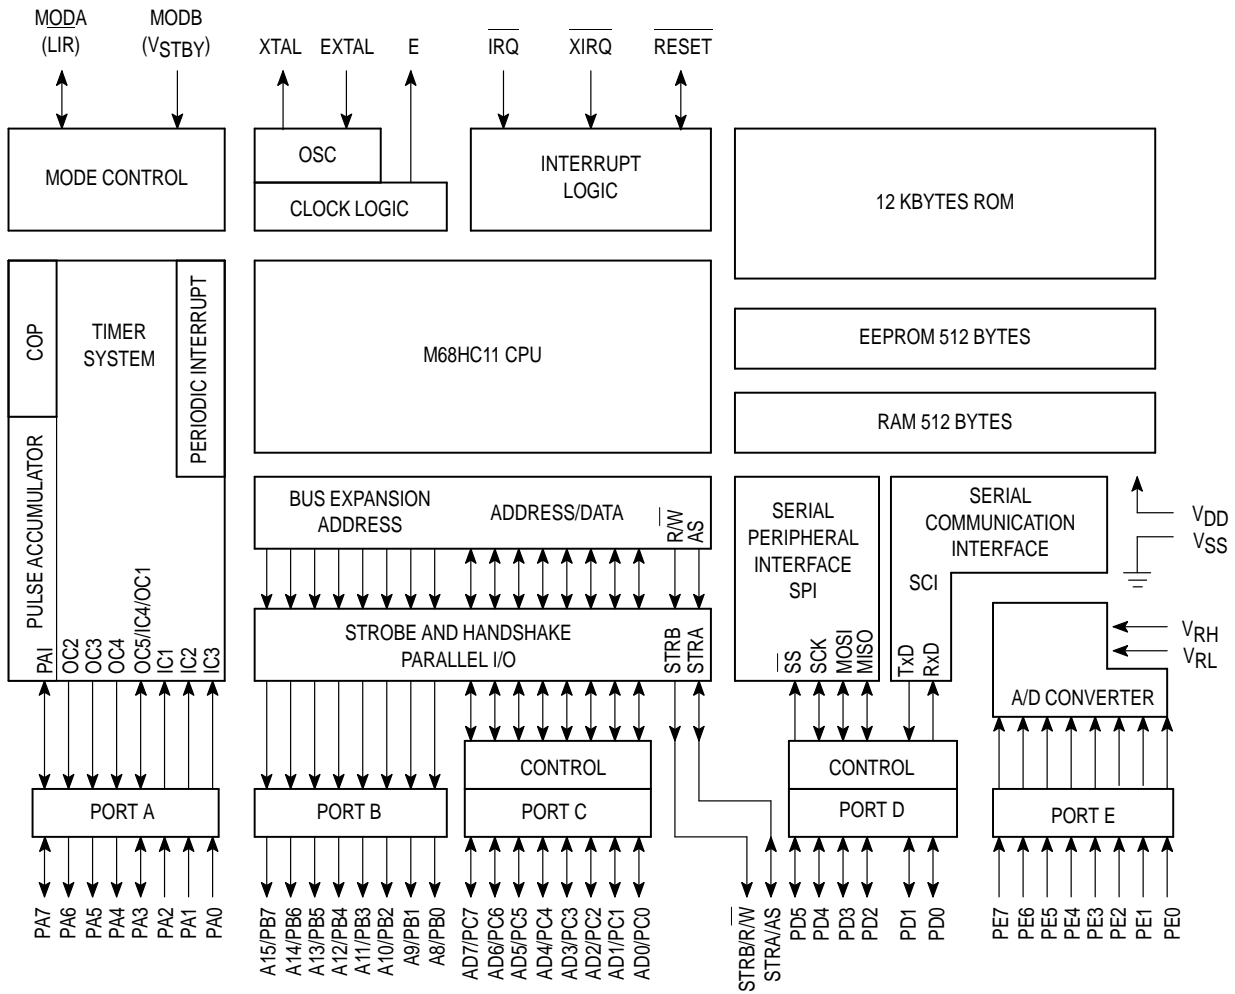 MODA
(LIR)
MODB
(VSTBY)
XTAL
EXTAL
E
IRQ
XIRQ
RESET
MODE CONTROL
OSC
CLOCK LOGIC
INTERRUPT
LOGIC
12 KBYTES ROM
COP
TIMER
SYSTEM
PERIODIC INTERRUPT
PULSE ACCUMULATOR
M68HC11 CPU
EEPROM 512 BYTES
RAM 512 BYTES
PAI
OC2
OC3
OC4
OC5/IC4/OC1
IC1
IC2
IC3
BUS EXPANSION
ADDRESS
ADDRESS/DATA
R/W
AS
STROBE AND HANDSHAKE
PARALLEL I/O
STRB
STRA
SERIAL
PERIPHERAL
INTERFACE
SPI
SS
SCK
MOSI
MISO
SERIAL
COMMUNICATION
INTERFACE
SCI
TxD
RxD
VDD
VSS
VRH
VRL
A/D CONVERTER
CONTROL
CONTROL
PORT A
PORT B
PORT C
PORT D
PORT E
PA7
PA6
PA5
PA4
PA3
PA2
PA1
PA0
A15/PB7
A14/PB6
A13/PB5
A12/PB4
A11/PB3
A10/PB2
A9/PB1
A8/PB0
AD7/PC7
AD6/PC6
AD5/PC5
AD4/PC4
AD3/PC3
AD2/PC2
AD1/PC1
AD0/PC0
STRB/R/W
STRA/AS
PD5
PD4
PD3
PD2
PD1
PD0
PE7
PE6
PE5
PE4
PE3
PE2
PE1
PE0